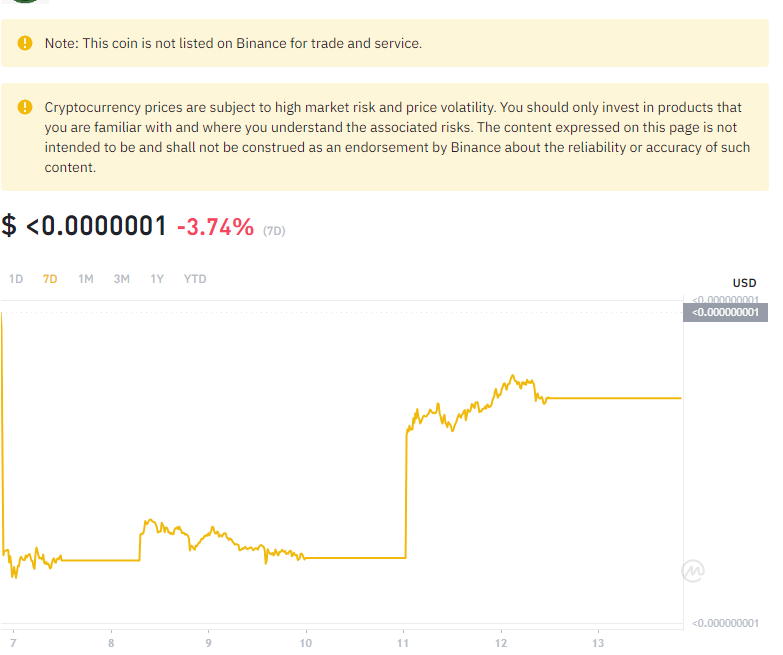 Note: This coin is not listed on Binance for trade and service.
Cryptocurrency prices are subject to high market risk and price volatility. You should only invest in products that
you are familiar with and where you understand the associated risks. The content expressed on this page is not
intended to be and shall not be construed as an endorsement by Binance about the reliability or accuracy of such
content.
$ <0.0000001 -3.74% (7D)
1D 7D 1M 3M 1Y YTD
USD
<0.000000001
<0.000000001
<0.000000001
7 8 9 10 11 12 13